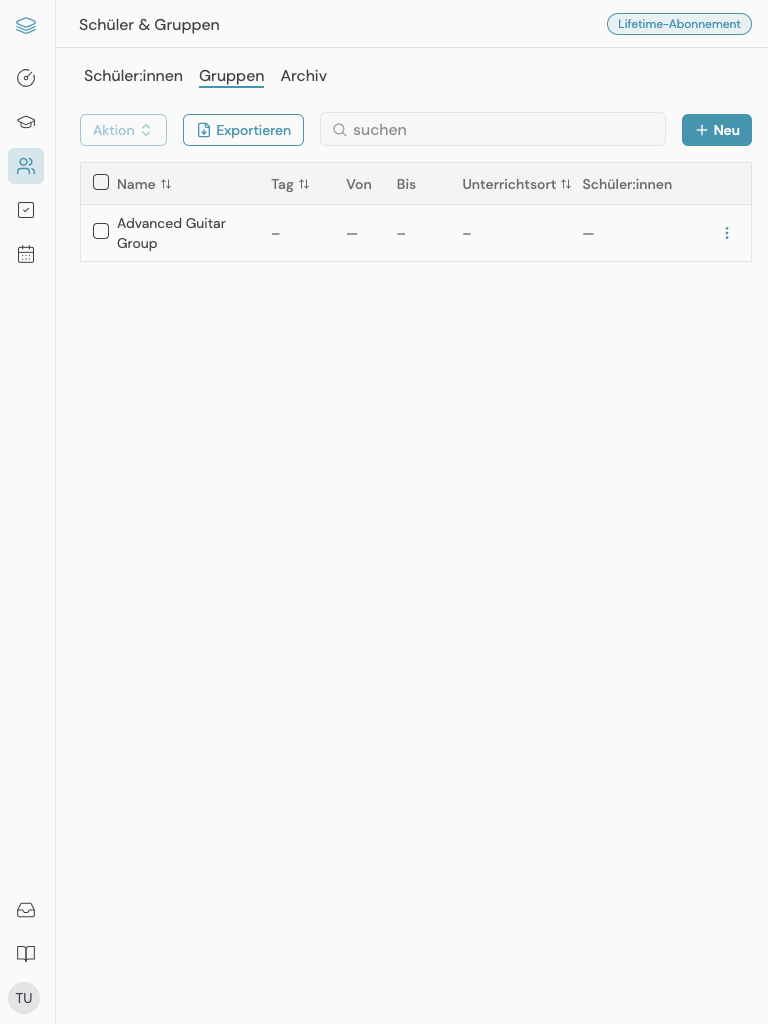 Schüler & Gruppen
Lifetime-Abonnement
Schüler:innen Gruppen Archiv
Aktion Exportieren suchen Neu
Name Tag Von Bis Unterrichtsort Schüler:innen
Advanced Guitar Group – — – – —
TU